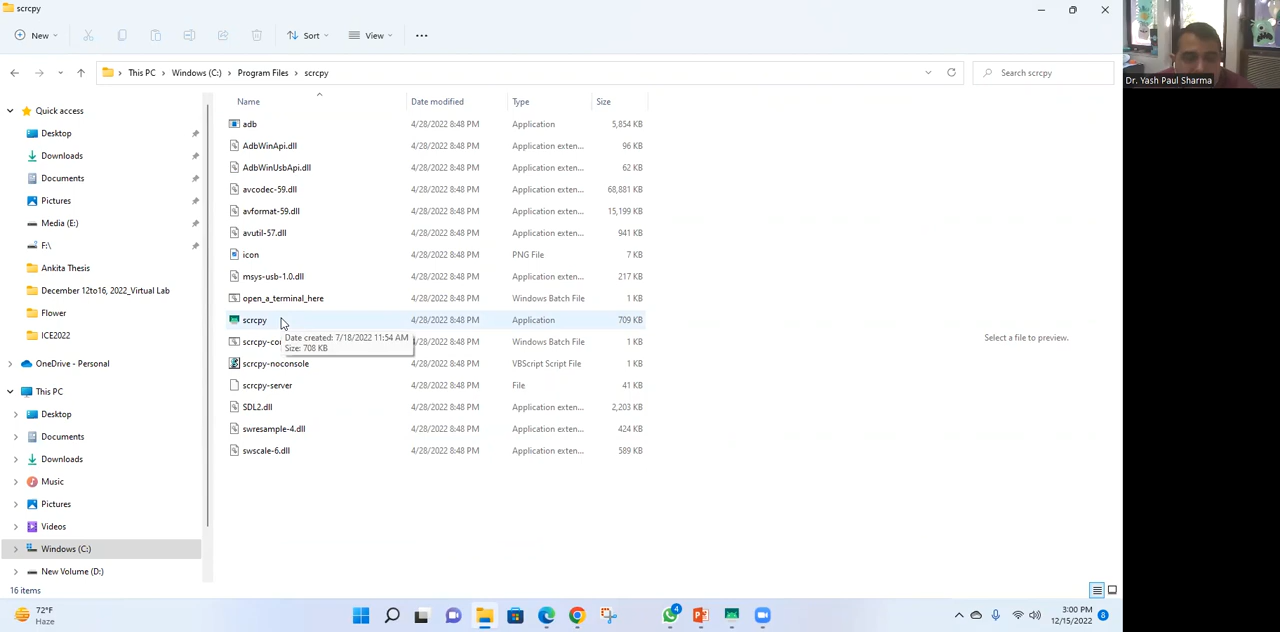 scrcpy
New
Sort
View
This PC
Windows (C:)
Program Files
scrcpy
Search scrcpy
Dr. Yash Paul Sharma
Quick access
Desktop
Downloads
Documents
Pictures
Media (E:)
F:\
Ankita Thesis
December 12to16, 2022_Virtual Lab
Flower
ICE2022
OneDrive - Personal
This PC
Desktop
Documents
Downloads
Music
Pictures
Videos
Windows (C:)
New Volume (D:)
Name Date modified Type Size
adb 4/28/2022 8:48 PM Application 5,854 KB
AdbWinApi.dll 4/28/2022 8:48 PM Application exten... 96 KB
AdbWinUsbApi.dll 4/28/2022 8:48 PM Application exten... 62 KB
avcodec-59.dll 4/28/2022 8:48 PM Application exten... 68,881 KB
avformat-59.dll 4/28/2022 8:48 PM Application exten... 15,199 KB
avutil-57.dll 4/28/2022 8:48 PM Application exten... 941 KB
icon 4/28/2022 8:48 PM PNG File 7 KB
msys-usb-1.0.dll 4/28/2022 8:48 PM Application exten... 217 KB
open_a_terminal_here 4/28/2022 8:48 PM Windows Batch File 1 KB
scrcpy 4/28/2022 8:48 PM Application 709 KB
scrcpy-co 4/28/2022 8:48 PM Windows Batch File 1 KB
Date created: 7/18/2022 11:54 AM
Size: 708 KB
scrcpy-noconsole 4/28/2022 8:48 PM VBScript Script File 1 KB
scrcpy-server 4/28/2022 8:48 PM File 41 KB
SDL2.dll 4/28/2022 8:48 PM Application exten... 2,203 KB
swresample-4.dll 4/28/2022 8:48 PM Application exten... 424 KB
swscale-6.dll 4/28/2022 8:48 PM Application exten... 589 KB
Select a file to preview.
16 items
72°F
Haze
4
3:00 PM
12/15/2022
8